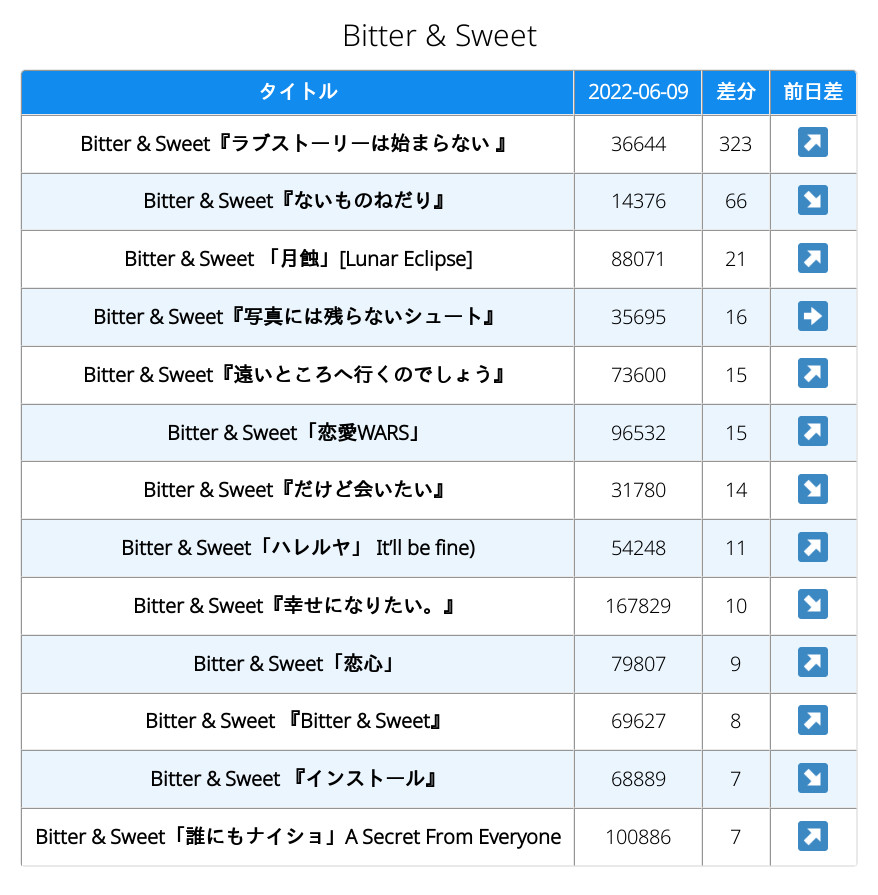 Bitter & Sweet
タイトル 2022-06-09 差分 前日差
Bitter & Sweet『ラブストーリーは始まらない 』 36644 323 ↗
Bitter & Sweet『ないものねだり』 14376 66 ↘
Bitter & Sweet 「月蝕」[Lunar Eclipse] 88071 21 ↗
Bitter & Sweet『写真には残らないシュート』 35695 16 ➡
Bitter & Sweet『遠いところへ行くのでしょう』 73600 15 ↗
Bitter & Sweet「恋愛WARS」 96532 15 ↗
Bitter & Sweet『だけど会いたい』 31780 14 ↘
Bitter & Sweet「ハレルヤ」 It'll be fine) 54248 11 ↗
Bitter & Sweet『幸せになりたい。』 167829 10 ↘
Bitter & Sweet「恋心」 79807 9 ↗
Bitter & Sweet 『Bitter & Sweet』 69627 8 ↗
Bitter & Sweet 『インストール』 68889 7 ↘
Bitter & Sweet「誰にもナイショ」A Secret From Everyone 100886 7 ↗